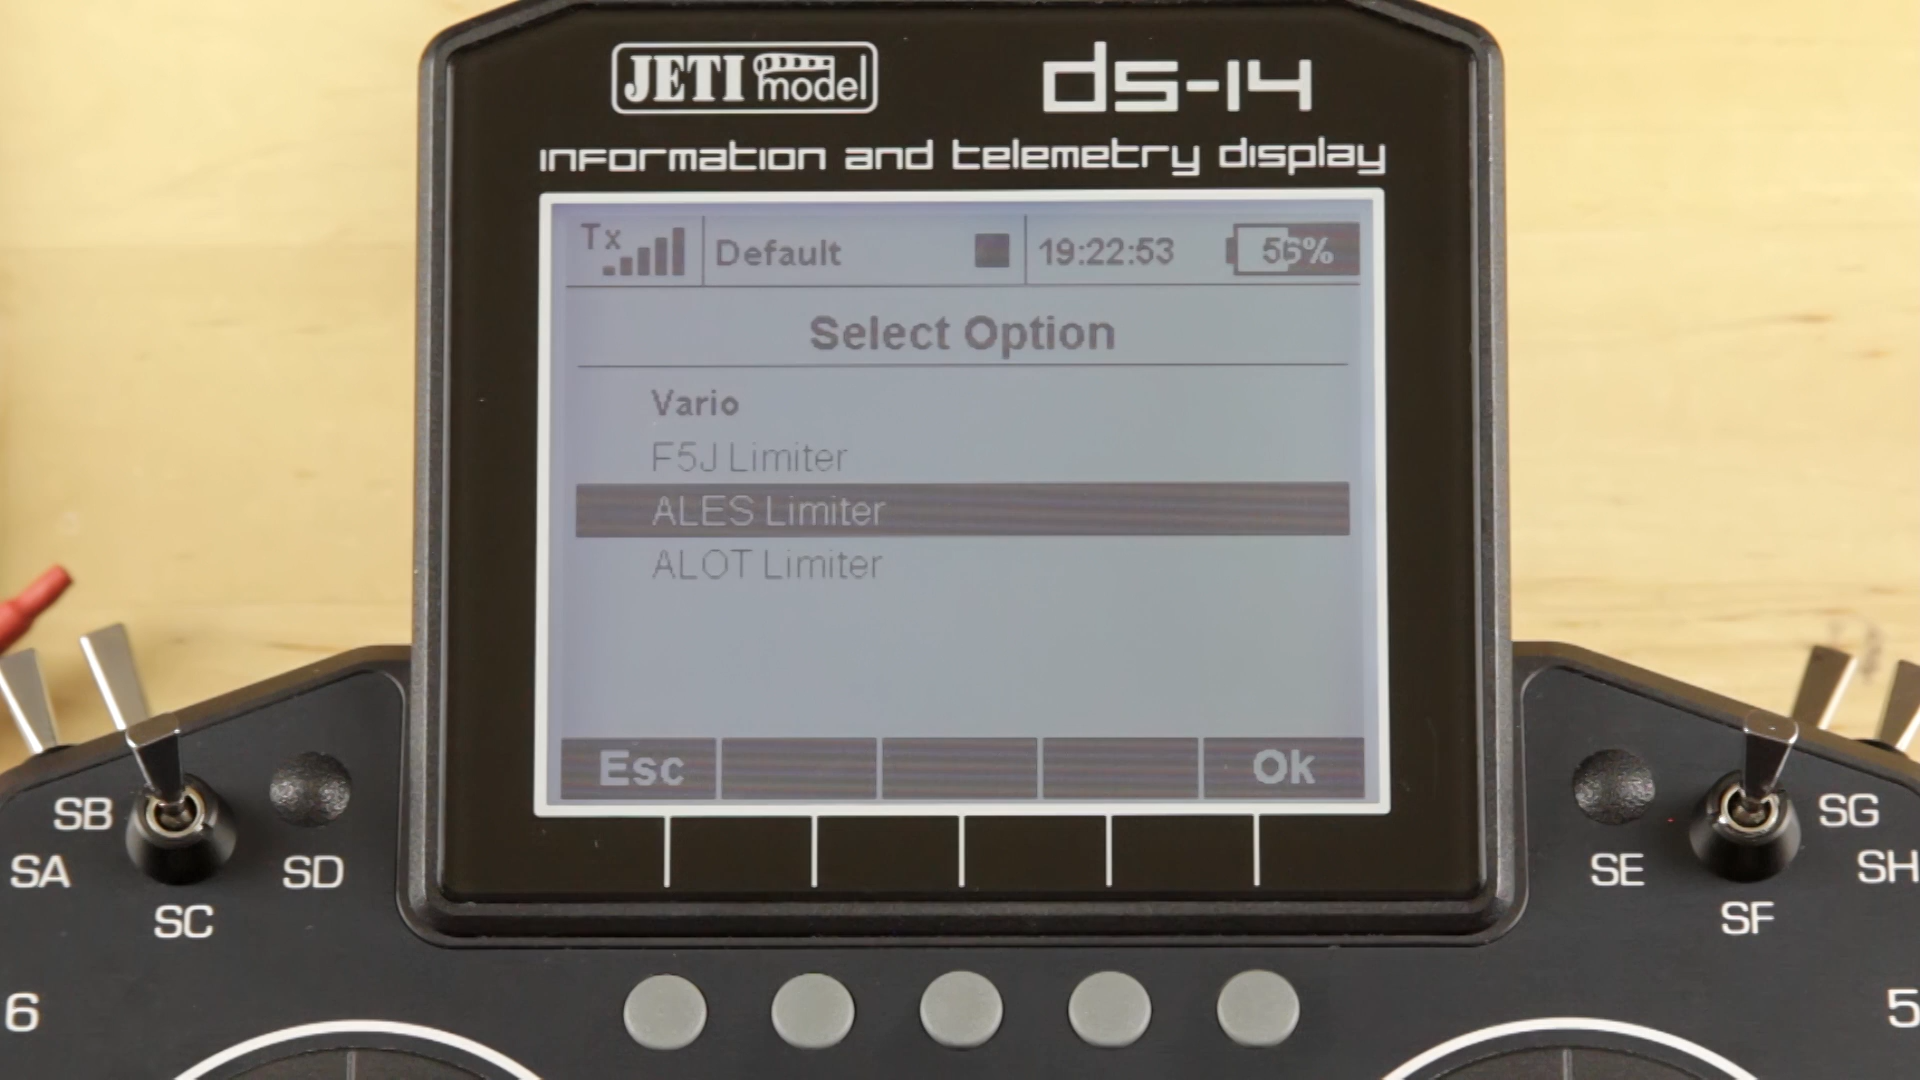 JETI model
ds-14
information and telemetry display
Tx Default 19:22:53 56%
Select Option
Vario
F5J Limiter
ALES Limiter
ALOT Limiter
Esc Ok
SB
SA
SD
SC
SG
SE
SH
SF
6
5